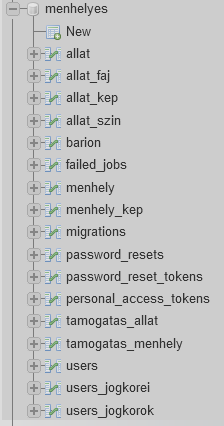 menhelyes
New
allat
allat_faj
allat_kep
allat_szin
barion
failed_jobs
menhely
menhely_kep
migrations
password_resets
password_reset_tokens
personal_access_tokens
tamogatas_allat
tamogatas_menhely
users
users_jogkorei
users_jogkorok